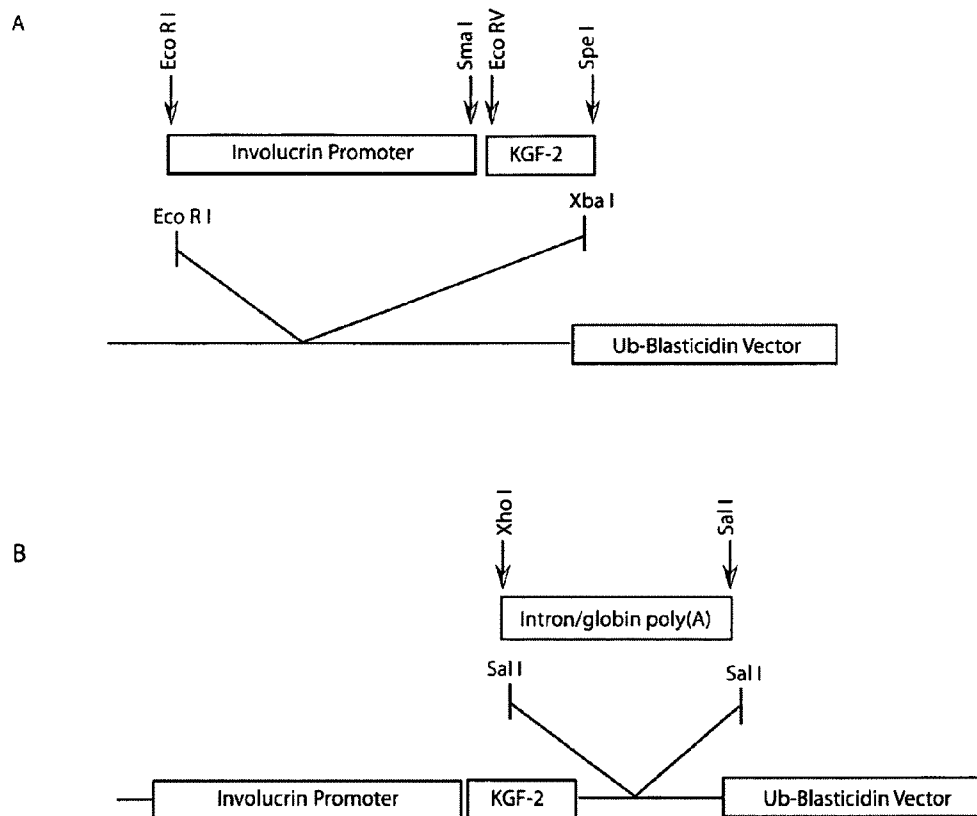 A
Eco R I
Sma I
Eco RV
Spe I
Involucrin Promoter
KGF-2
Eco R I
Xba I
Ub-Blasticidin Vector
B
Xho I
Sal I
Intron/globin poly(A)
Sal I
Sal I
Involucrin Promoter
KGF-2
Ub-Blasticidin Vector